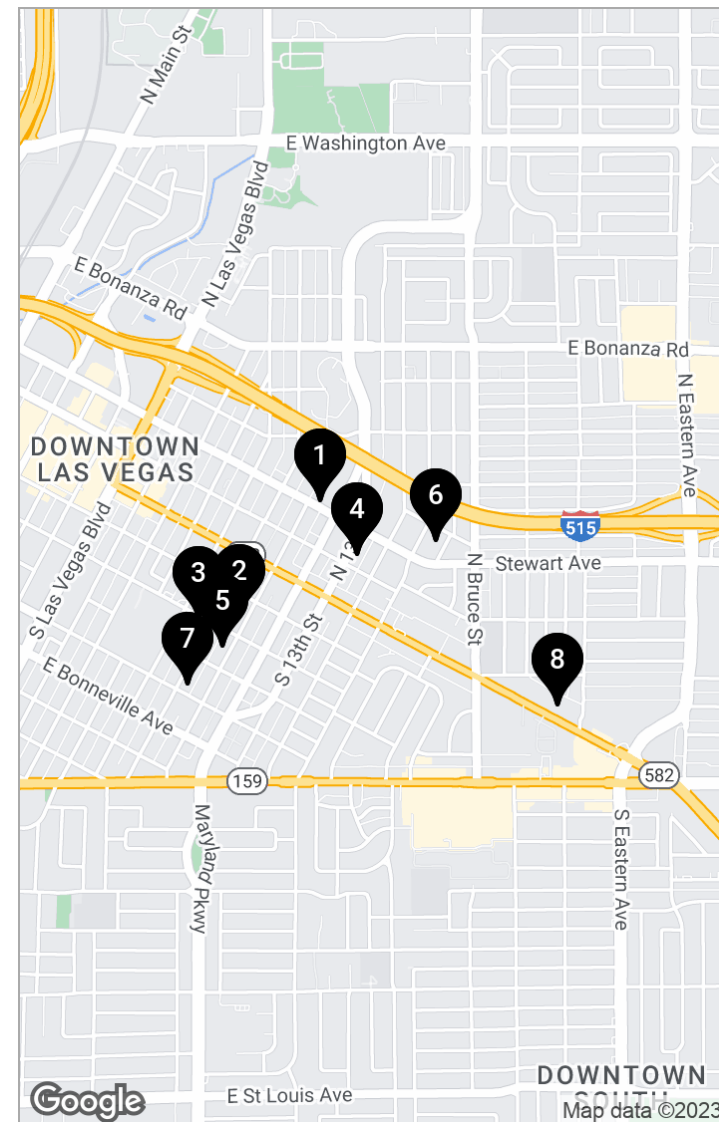 N Main St
E Washington Ave
N Las Vegas Blvd
E Bonanza Rd
E Bonanza Rd
N Eastern Ave
DOWNTOWN
LAS VEGAS
1
6
4
515
N 13
Stewart Ave
N Bruce St
S Las Vegas Blvd
3
2
5
7
S 13th St
8
E Bonneville Ave
159
582
Maryland Pkwy
S Eastern Ave
DOWNTOWN
SOUTH
E St Louis Ave
Google
Map data ©2023